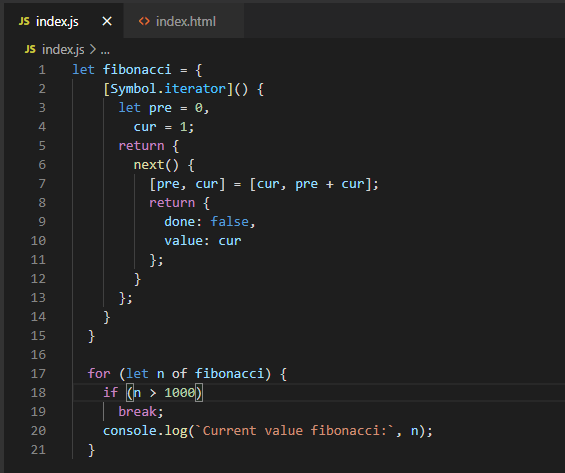 JS index.js × <> index.html
JS index.js > ...
1 let fibonacci = {
2 [Symbol.iterator]() {
3 let pre = 0,
4 cur = 1;
5 return {
6 next() {
7 [pre, cur] = [cur, pre + cur];
8 return {
9 done: false,
10 value: cur
11 };
12 }
13 };
14 }
15 }
16
17 for (let n of fibonacci) {
18 if (n > 1000)
19 break;
20 console.log(`Current value fibonacci:`, n);
21 }